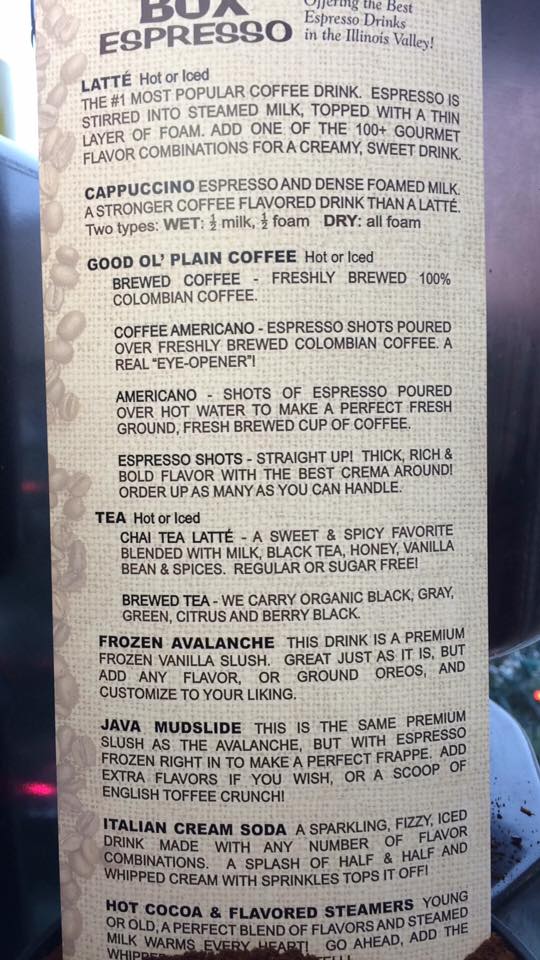 BOX
ESPRESSO
Offering the Best
Espresso Drinks
in the Illinois Valley!
LATTÉ Hot or Iced
THE #1 MOST POPULAR COFFEE DRINK. ESPRESSO IS
STIRRED INTO STEAMED MILK, TOPPED WITH A THIN
LAYER OF FOAM. ADD ONE OF THE 100+ GOURMET
FLAVOR COMBINATIONS FOR A CREAMY, SWEET DRINK.
CAPPUCCINO ESPRESSO AND DENSE FOAMED MILK.
A STRONGER COFFEE FLAVORED DRINK THAN A LATTÉ.
Two types: WET: ½ milk, ½ foam DRY: all foam
GOOD OL' PLAIN COFFEE Hot or Iced
BREWED COFFEE - FRESHLY BREWED 100%
COLOMBIAN COFFEE.
COFFEE AMERICANO - ESPRESSO SHOTS POURED
OVER FRESHLY BREWED COLOMBIAN COFFEE. A
REAL "EYE-OPENER"!
AMERICANO - SHOTS OF ESPRESSO POURED
OVER HOT WATER TO MAKE A PERFECT FRESH
GROUND, FRESH BREWED CUP OF COFFEE.
ESPRESSO SHOTS - STRAIGHT UP! THICK, RICH &
BOLD FLAVOR WITH THE BEST CREMA AROUND!
ORDER UP AS MANY AS YOU CAN HANDLE.
TEA Hot or Iced
CHAI TEA LATTÉ - A SWEET & SPICY FAVORITE
BLENDED WITH MILK, BLACK TEA, HONEY, VANILLA
BEAN & SPICES. REGULAR OR SUGAR FREE!
BREWED TEA - WE CARRY ORGANIC BLACK, GRAY,
GREEN, CITRUS AND BERRY BLACK.
FROZEN AVALANCHE THIS DRINK IS A PREMIUM
FROZEN VANILLA SLUSH. GREAT JUST AS IT IS, BUT
ADD ANY FLAVOR, OR GROUND OREOS, AND
CUSTOMIZE TO YOUR LIKING.
JAVA MUDSLIDE THIS IS THE SAME PREMIUM
SLUSH AS THE AVALANCHE, BUT WITH ESPRESSO
FROZEN RIGHT IN TO MAKE A PERFECT FRAPPE. ADD
EXTRA FLAVORS IF YOU WISH, OR A SCOOP OF
ENGLISH TOFFEE CRUNCH!
ITALIAN CREAM SODA A SPARKLING, FIZZY, ICED
DRINK MADE WITH ANY NUMBER OF FLAVOR
COMBINATIONS. A SPLASH OF HALF & HALF AND
WHIPPED CREAM WITH SPRINKLES TOPS IT OFF!
HOT COCOA & FLAVORED STEAMERS YOUNG
OR OLD, A PERFECT BLEND OF FLAVORS AND STEAMED
MILK WARMS EVERY HEART! GO AHEAD, ADD THE